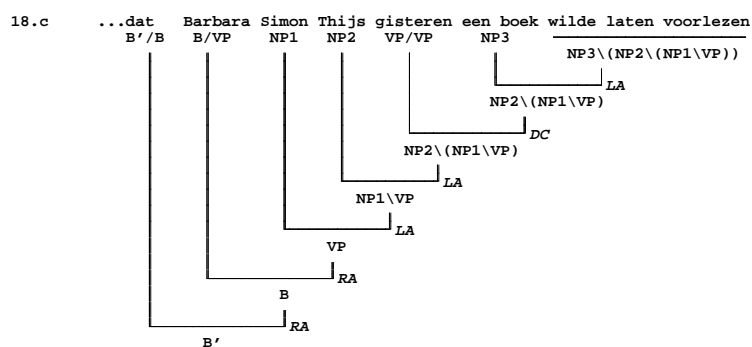 18.c ...dat Barbara Simon Thijs gisteren een boek wilde laten voorlezen
B’/B B/VP NP1 NP2 VP/VP NP3
NP3\(NP2\(NP1\VP))
LA
NP2\(NP1\VP)
DC
NP2\(NP1\VP)
LA
NP1\VP
LA
VP
RA
B
RA
B’